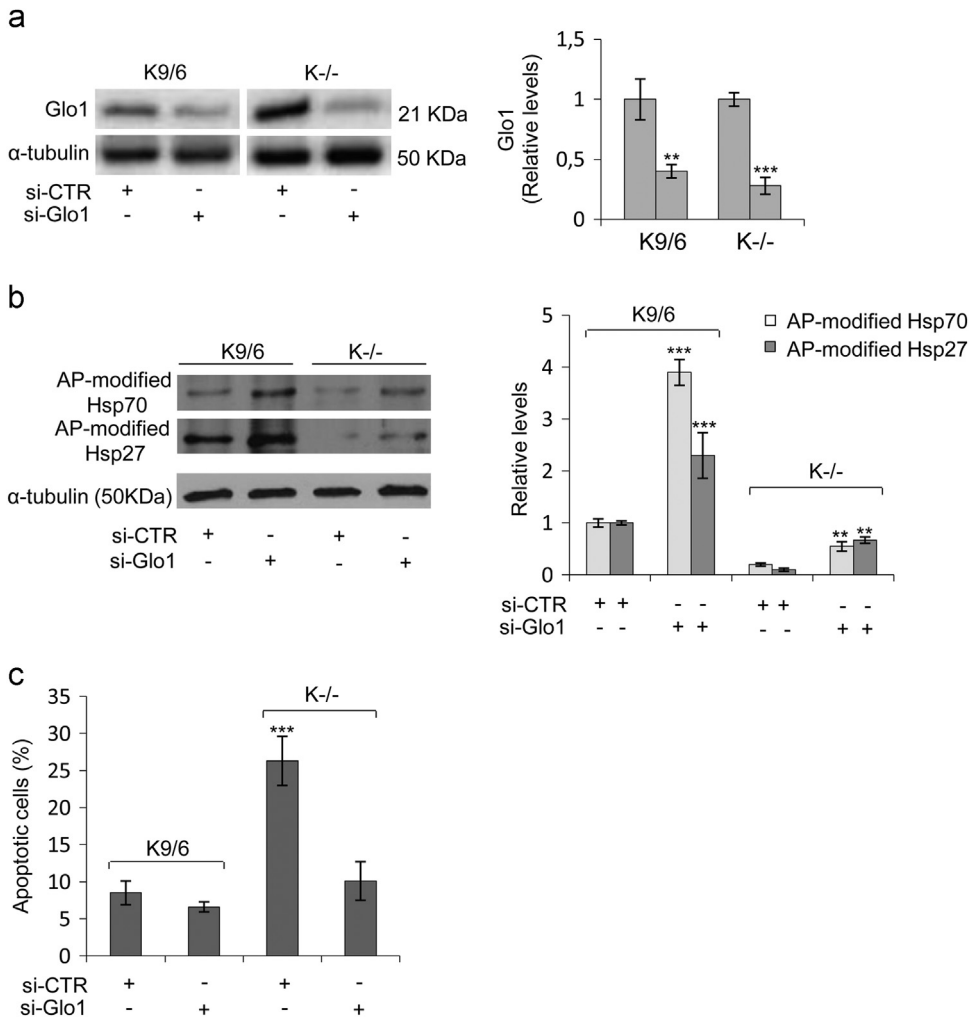 a
K9/6 K-/-
Glo1 21 KDa
α-tubulin 50 KDa
si-CTR + - + -
si-Glo1 - + - +
1,5
1
0,5
0
Glo1
(Relative levels)
** ***
K9/6 K-/-
b
K9/6 K-/-
AP-modified
Hsp70
AP-modified
Hsp27
α-tubulin (50KDa)
si-CTR + - + -
si-Glo1 - + - +
AP-modified Hsp70
AP-modified Hsp27
K9/6
K-/-
5
4
3
2
1
0
Relative levels
*** *** ** **
si-CTR + + - - + + - -
si-Glo1 - - + + - - + +
c
K-/-
K9/6
35
30
25
20
15
10
5
0
Apoptotic cells (%)
***
si-CTR + - + -
si-Glo1 - + - +